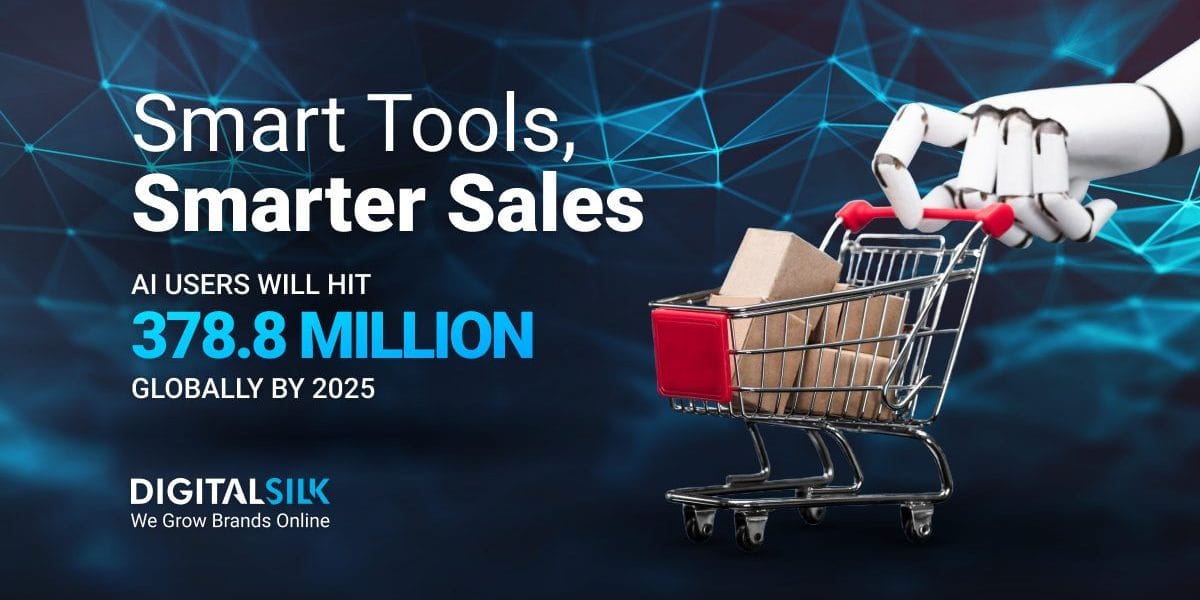 Smart Tools,
Smarter Sales
AI USERS WILL HIT
378.8 MILLION
GLOBALLY BY 2025
DIGITALSILK
We Grow Brands Online